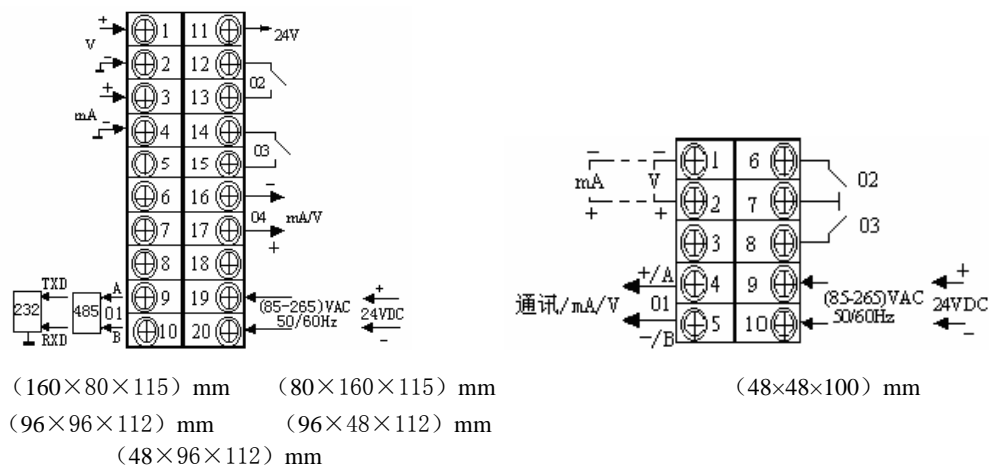 + 1 11 24V
V
- 2 12
02
+ 3 13
mA
- 4 14
03
5 15
6 16 -
04 mA/V
7 17 +
8 18
TXD A 9 19 (85-265)VAC +
232 485 01 50/60Hz 24VDC
RXD B 10 20 -
- - 1 6
mA V 02
+ + 2 7
03
3 8
+/A 4 9 +
通讯/mA/V 01 (85-265)VAC 24VDC
50/60Hz
-/B 5 10 -
（160×80×115）mm （80×160×115）mm （48×48×100）mm
（96×96×112）mm （96×48×112）mm
（48×96×112）mm